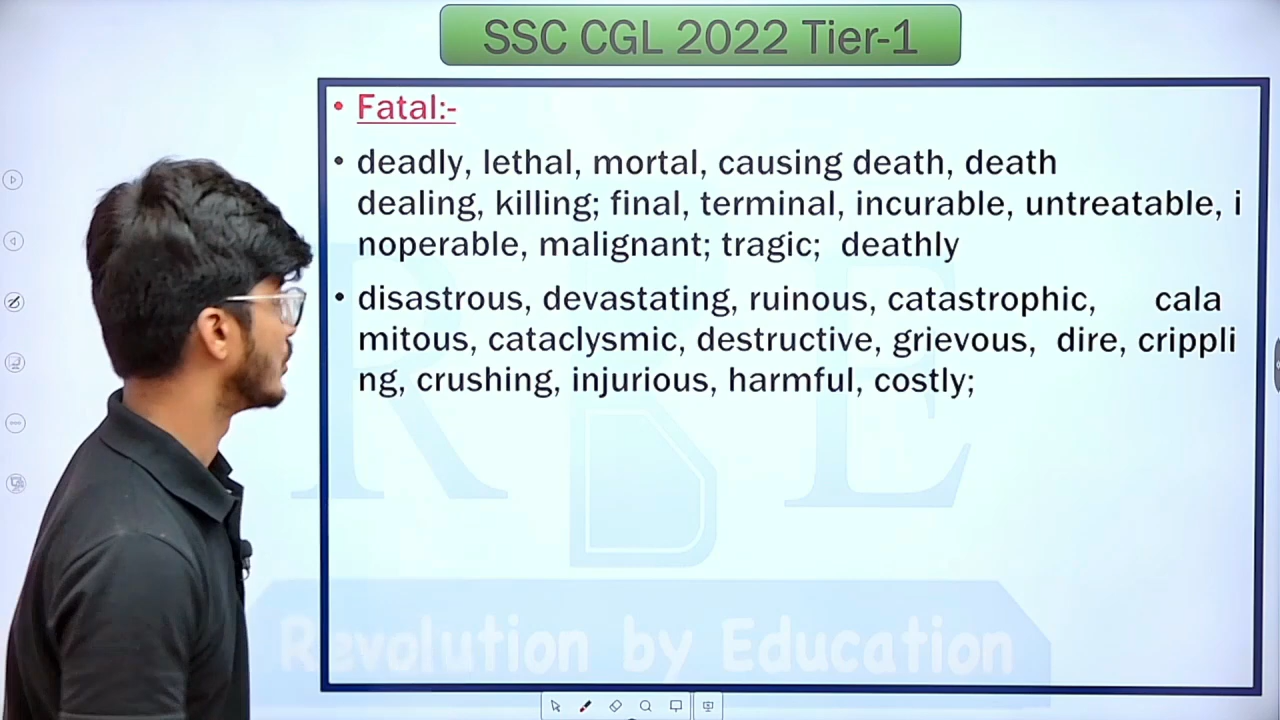 SSC CGL 2022 Tier-1
• Fatal:-
• deadly, lethal, mortal, causing death, death
dealing, killing; final, terminal, incurable, untreatable, i
noperable, malignant; tragic; deathly
• disastrous, devastating, ruinous, catastrophic, cala
mitous, cataclysmic, destructive, grievous, dire, crippli
ng, crushing, injurious, harmful, costly;
R B E
Revolution by Education